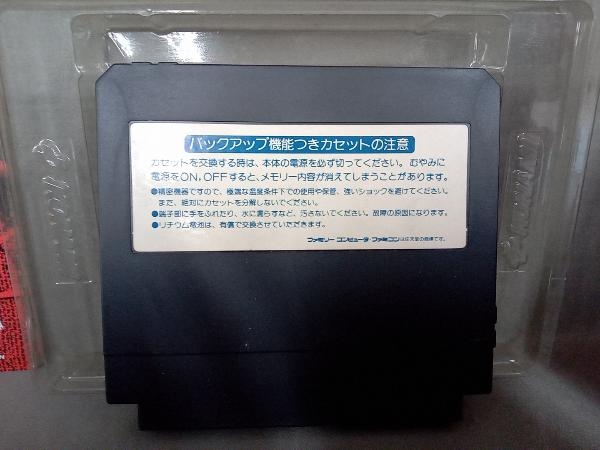 バックアップ機能つきカセットの注意
カセットを交換する時は、本体の電源を必ず切ってください。むやみに
電源をON,OFFすると、メモリー内容が消えてしまうことがあります。
●精密機器ですので、極端な温度条件下での使用や保管、強いショックを避けてください。
また、絶対にカセットを分解しないでください。
●端子部に手をふれたり、水に濡らすなど、汚さないでください。故障の原因になります。
●リチウム電池は、有償で交換させていただきます。
ファミリーコンピュータ・ファミコンは任天堂の商標です。